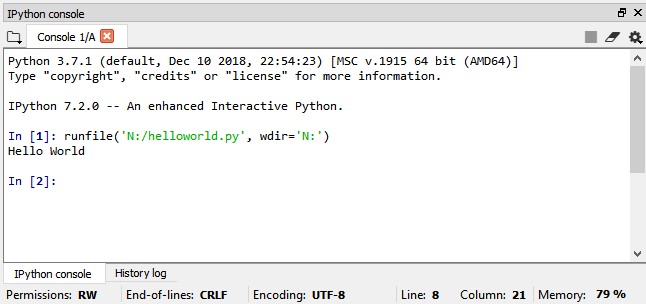 IPython console
Console 1/A
Python 3.7.1 (default, Dec 10 2018, 22:54:23) [MSC v.1915 64 bit (AMD64)]
Type "copyright", "credits" or "license" for more information.
IPython 7.2.0 -- An enhanced Interactive Python.
In [1]: runfile('N:/helloworld.py', wdir='N:')
Hello World
In [2]:
IPython console History log
Permissions: RW End-of-lines: CRLF Encoding: UTF-8 Line: 8 Column: 21 Memory: 79 %